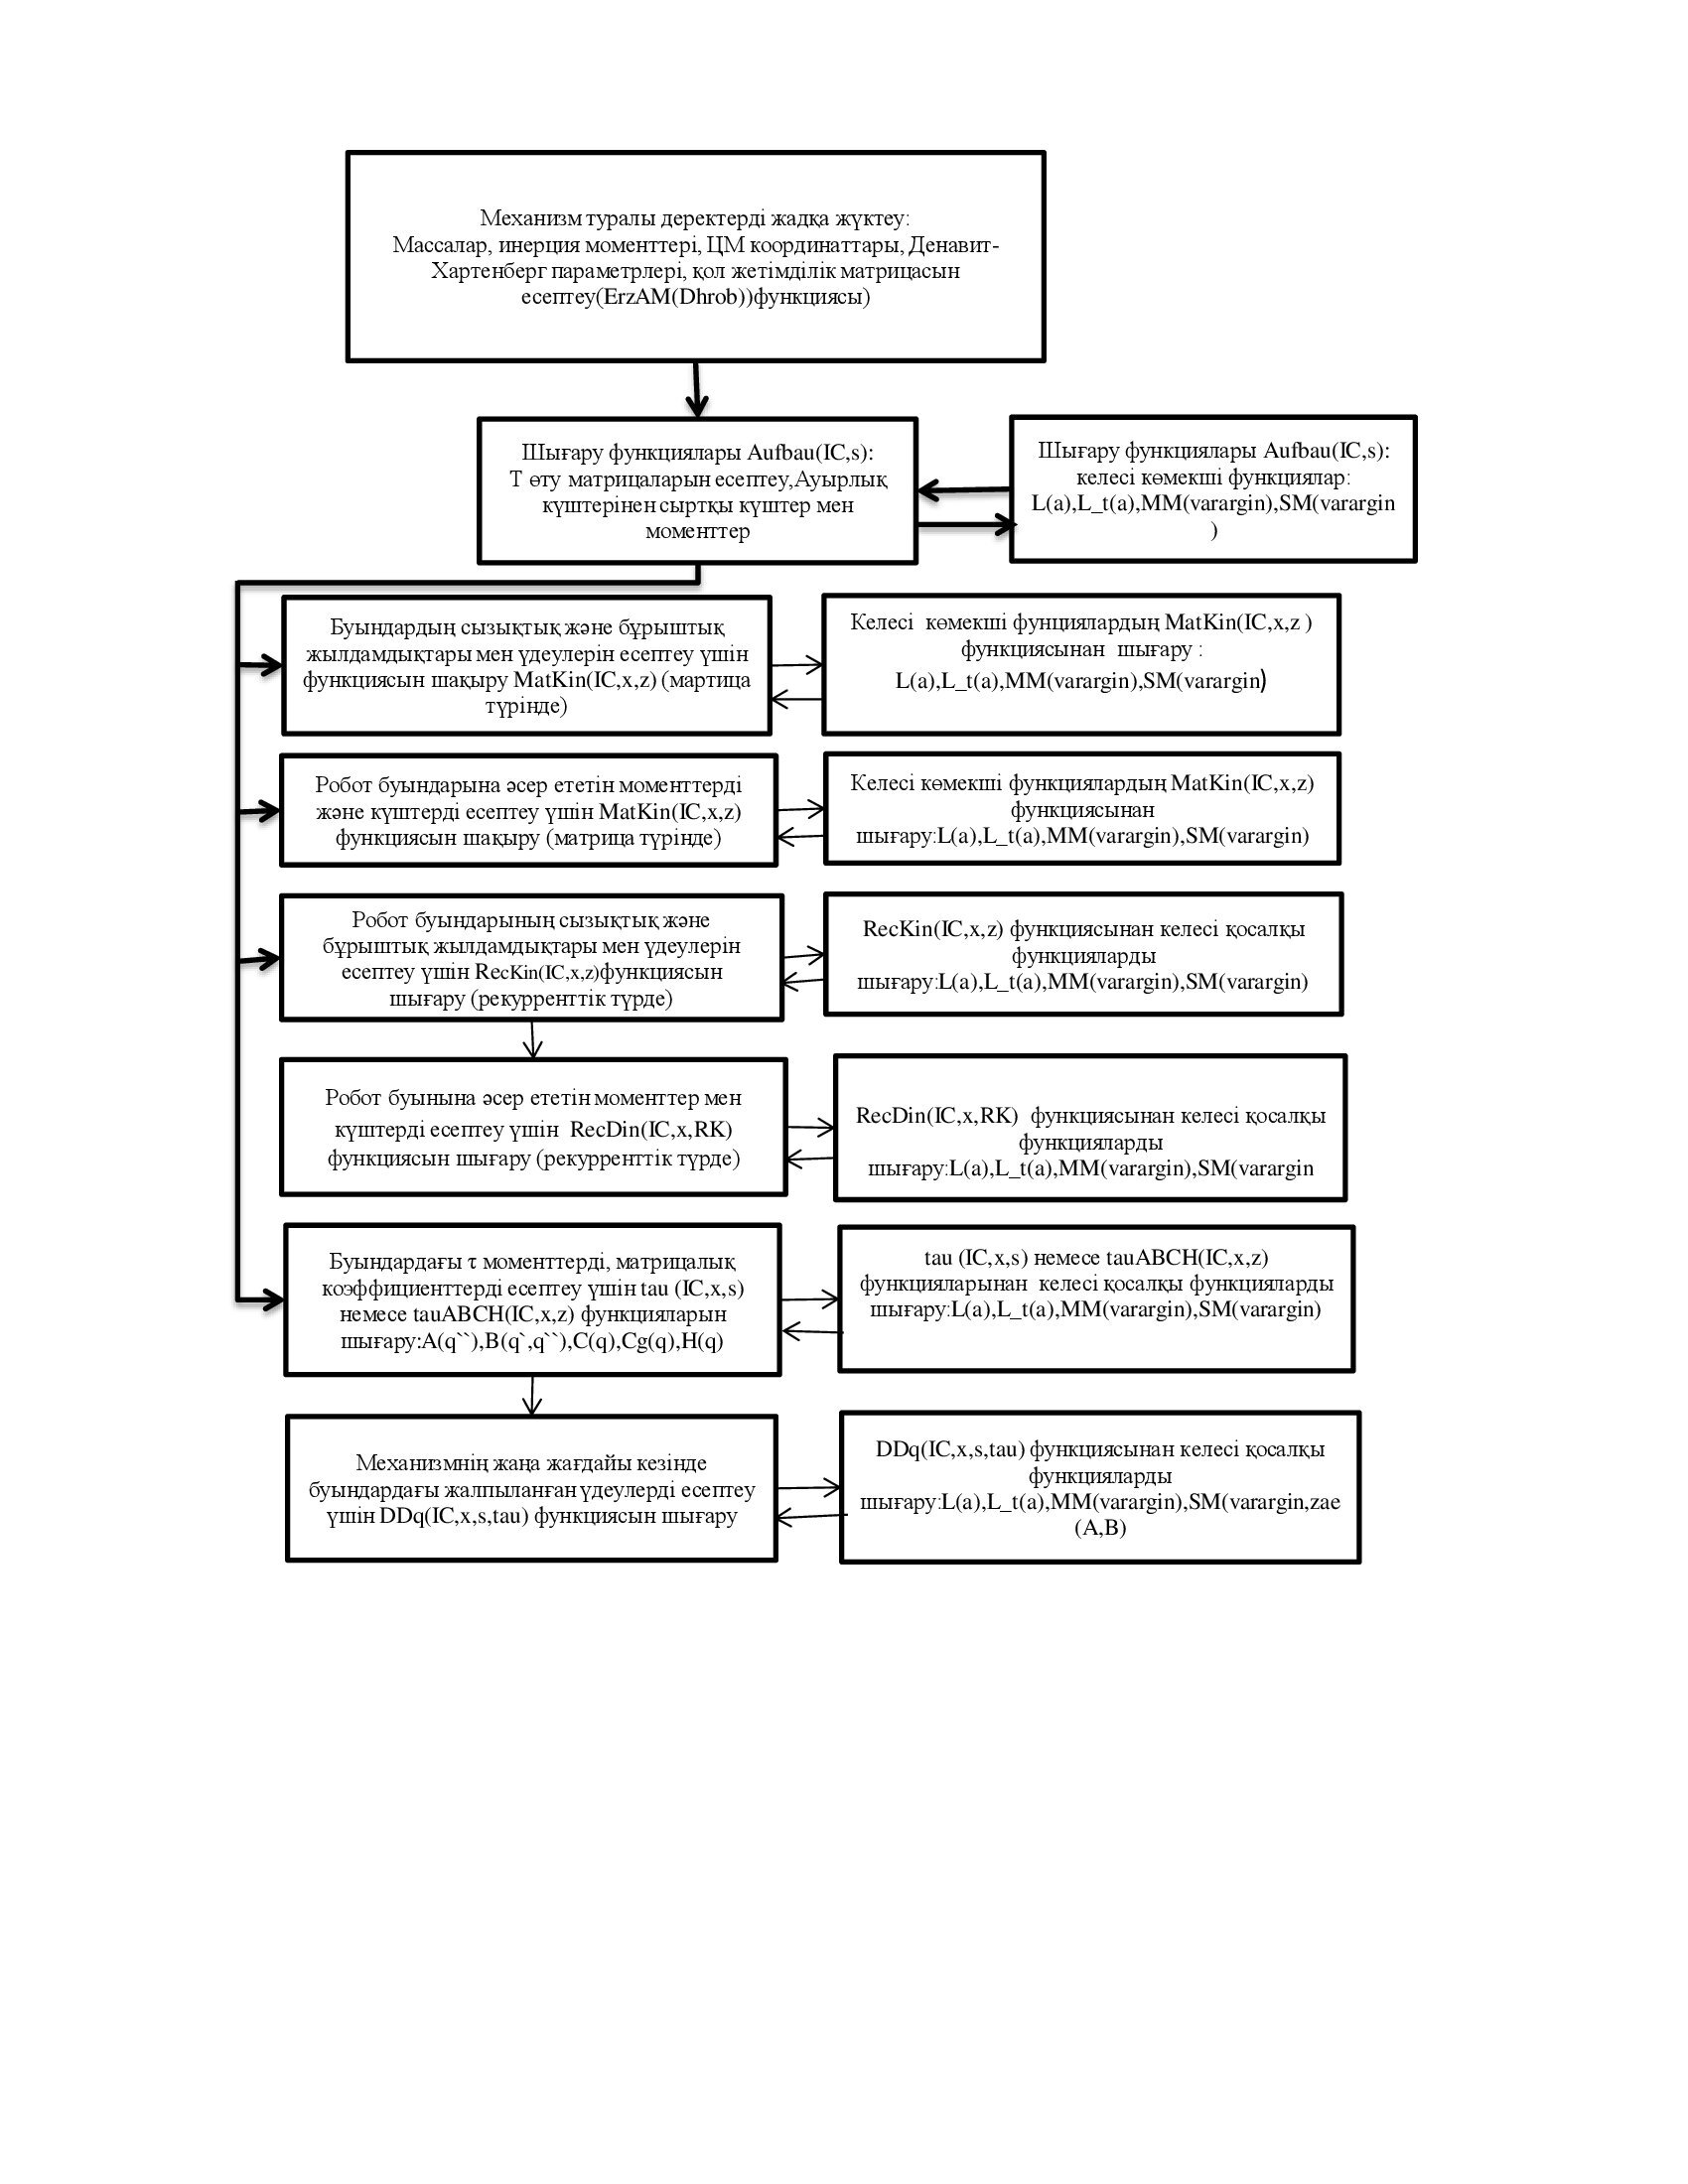 Механизм туралы деректерді жадқа жүктеу:
Массалар, инерция моменттері, ЦМ координаттары, Денавит-
Хартенберг параметрлері, қол жетімділік матрицасын
есептеу(ErzAM(Dhrob))функциясы)
Шығару функциялары Aufbau(IC,s):
Т өту матрицаларын есептеу,Ауырлық
күштерінен сыртқы күштер мен
моменттер
Шығару функциялары Aufbau(IC,s):
келесі көмекші функциялар:
L(a),L_t(a),MM(varargin),SM(varargin
)
Буындардың сызықтық және бұрыштық
жылдамдықтары мен үдеулерін есептеу үшін
функциясын шақыру MatKin(IC,x,z) (мартица
түрінде)
Келесі көмекші фунциялардың MatKin(IC,x,z )
функциясынан шығару :
L(a),L_t(a),MM(varargin),SM(varargin)
Робот буындарына әсер ететін моменттерді
және күштерді есептеу үшін MatKin(IC,x,z)
функциясын шақыру (матрица түрінде)
Келесі көмекші функциялардың MatKin(IC,x,z)
функциясынан
шығару:L(a),L_t(a),MM(varargin),SM(varargin)
Робот буындарының сызықтық және
бұрыштық жылдамдықтары мен үдеулерін
есептеу үшін RecKin(IC,x,z)функциясын
шығару (рекурренттік түрде)
RecKin(IC,x,z) функциясынан келесі қосалқы
функцияларды
шығару:L(a),L_t(a),MM(varargin),SM(varargin)
Робот буынына әсер ететін моменттер мен
күштерді есептеу үшін RecDin(IC,x,RK)
функциясын шығару (рекурренттік түрде)
RecDin(IC,x,RK) функциясынан келесі қосалқы
функцияларды
шығару:L(a),L_t(a),MM(varargin),SM(varargin
Буындардағы τ моменттерді, матрицалық
коэффициенттерді есептеу үшін tau (IC,x,s)
немесе tauABCH(IC,x,z) функцияларын
шығару:A(q``),B(q`,q``),C(q),Cg(q),H(q)
tau (IC,x,s) немесе tauABCH(IC,x,z)
функцияларынан келесі қосалқы функцияларды
шығару:L(a),L_t(a),MM(varargin),SM(varargin)
Механизмнің жаңа жағдайы кезінде
буындардағы жалпыланған үдеулерді есептеу
үшін DDq(IC,x,s,tau) функциясын шығару
DDq(IC,x,s,tau) функциясынан келесі қосалқы
функцияларды
шығару:L(a),L_t(a),MM(varargin),SM(varargin,zae
(A,B)